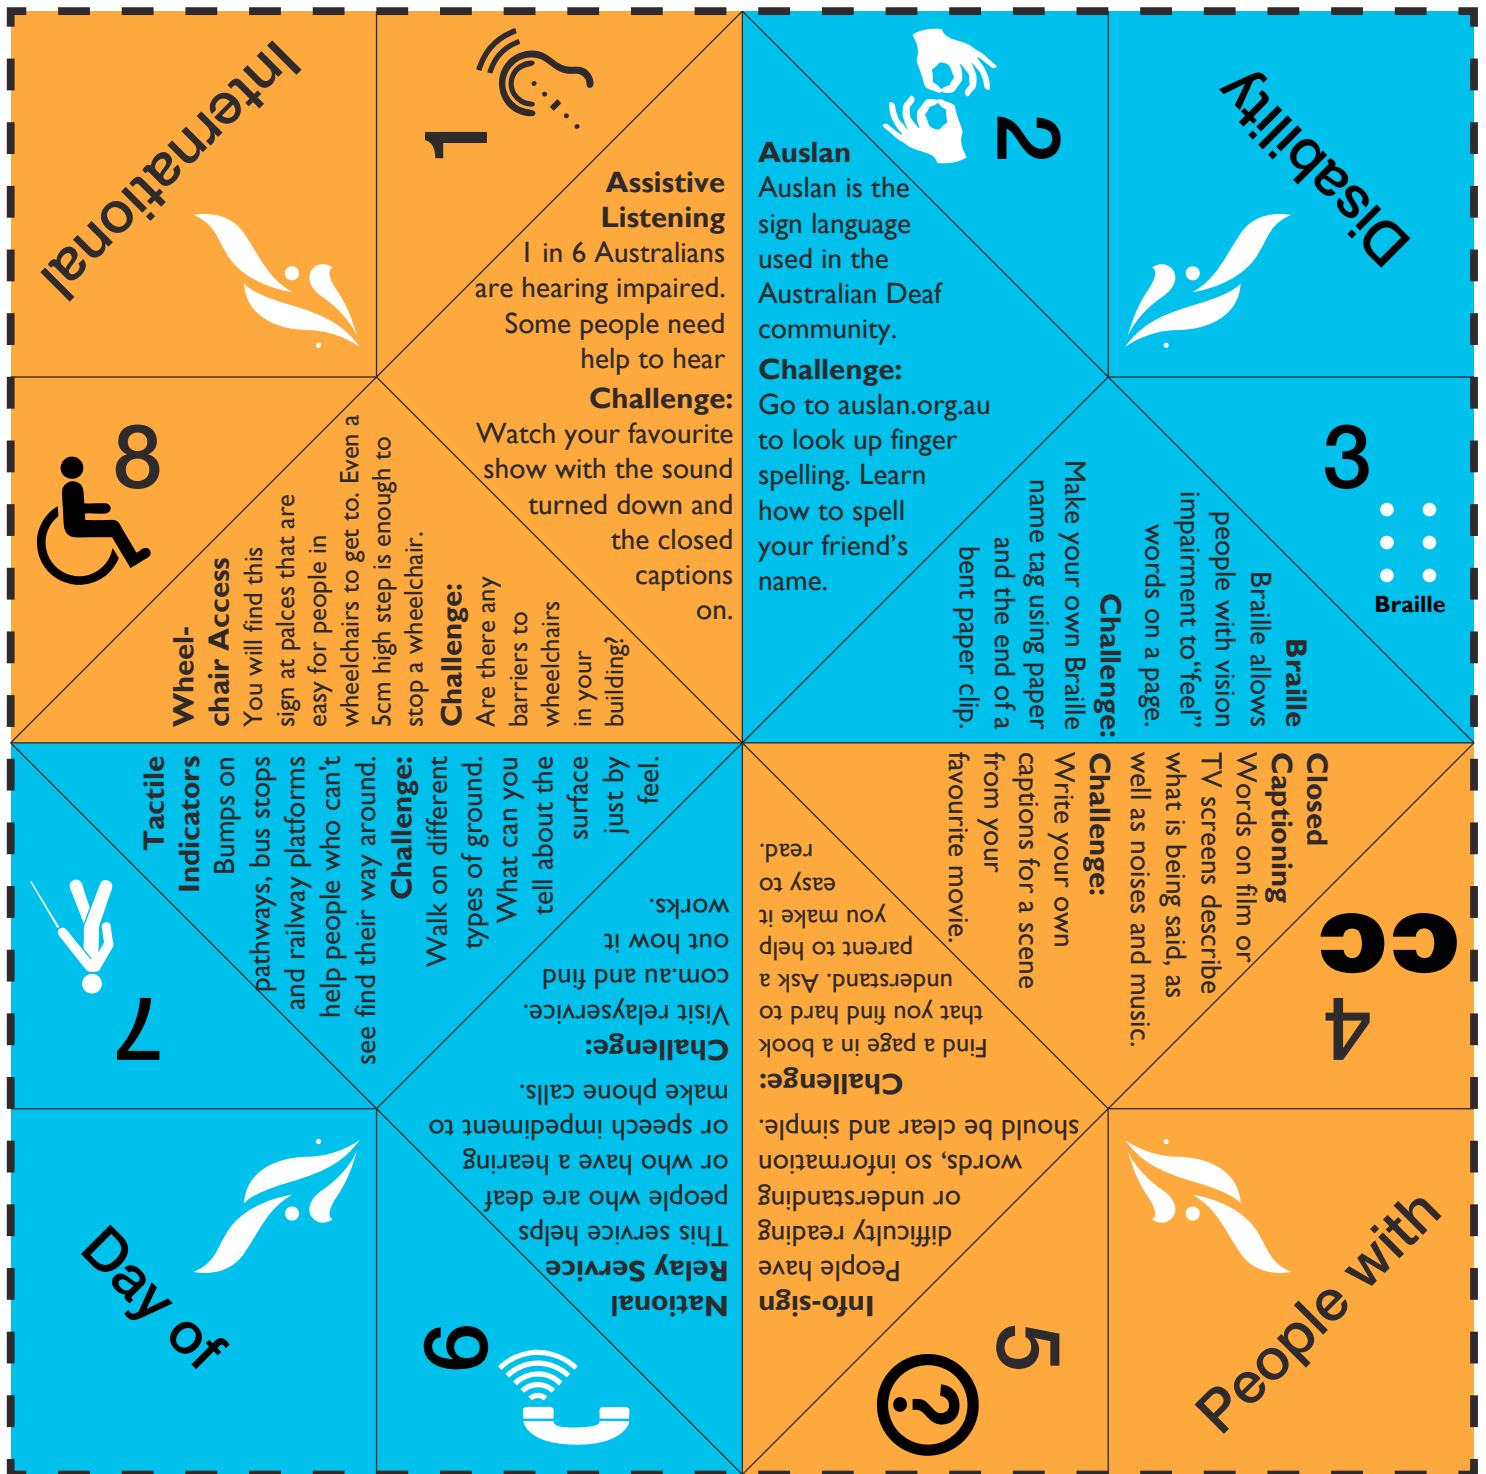 International
1
Assistive
Listening
1 in 6 Australians
are hearing impaired.
Some people need
help to hear
Challenge:
Watch your favourite
show with the sound
turned down and
the closed
captions
on.
2
Auslan
Auslan is the
sign language
used in the
Australian Deaf
community.
Challenge:
Go to auslan.org.au
to look up finger
spelling. Learn
how to spell
your friend's
name.
Disability
3
Braille
Braille
Braille allows
people with vision
impairment to “feel”
words on a page.
Challenge:
Make your own Braille
name tag using paper
and the end of a
bent paper clip.
cc
4
Closed
Captioning
Words on film or
TV screens describe
what is being said, as
well as noises and music.
Challenge:
Write your own
captions for a scene
from your
favourite movie.
People with
5
?
Info-sign
People have
difficulty reading
or understanding
words, so information
should be clear and simple.
Challenge:
Find a page in a book
that you find hard to
understand. Ask a
parent to help
you make it
easy to
read.
6
National
Relay Service
This service helps
people who are deaf
or who have a hearing
or speech impediment to
make phone calls.
Challenge:
Visit relayservice.
com.au and find
out how it
works.
Day of
7
Tactile
Indicators
Bumps on
pathways, bus stops
and railway platforms
help people who can't
see find their way around.
Challenge:
Walk on different
types of ground.
What can you
tell about the
surface
just by
feel.
8
Wheel-
chair Access
You will find this
sign at palces that are
easy for people in
wheelchairs to get to. Even a
5cm high step is enough to
stop a wheelchair.
Challenge:
Are there any
barriers to
wheelchairs
in your
building?